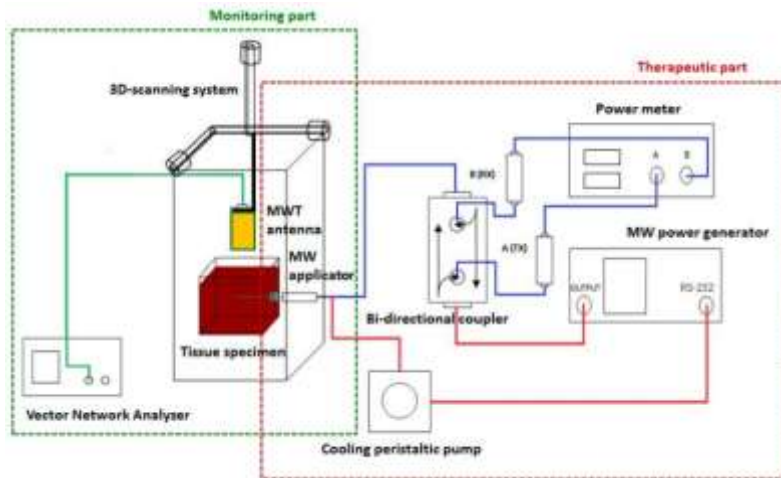 Monitoring part
Therapeutic part
3D-scanning system
Power meter
A
B
B (RX)
A (TX)
MWT
antenna
MW
applicator
MW power generator
OUTPUT
RS-232
Bi-directional coupler
Tissue specimen
Vector Network Analyser
Cooling peristaltic pump